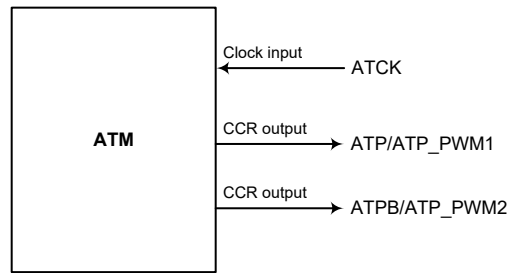 Clock input
ATCK
ATM
CCR output
ATP/ATP_PWM1
CCR output
ATPB/ATP_PWM2